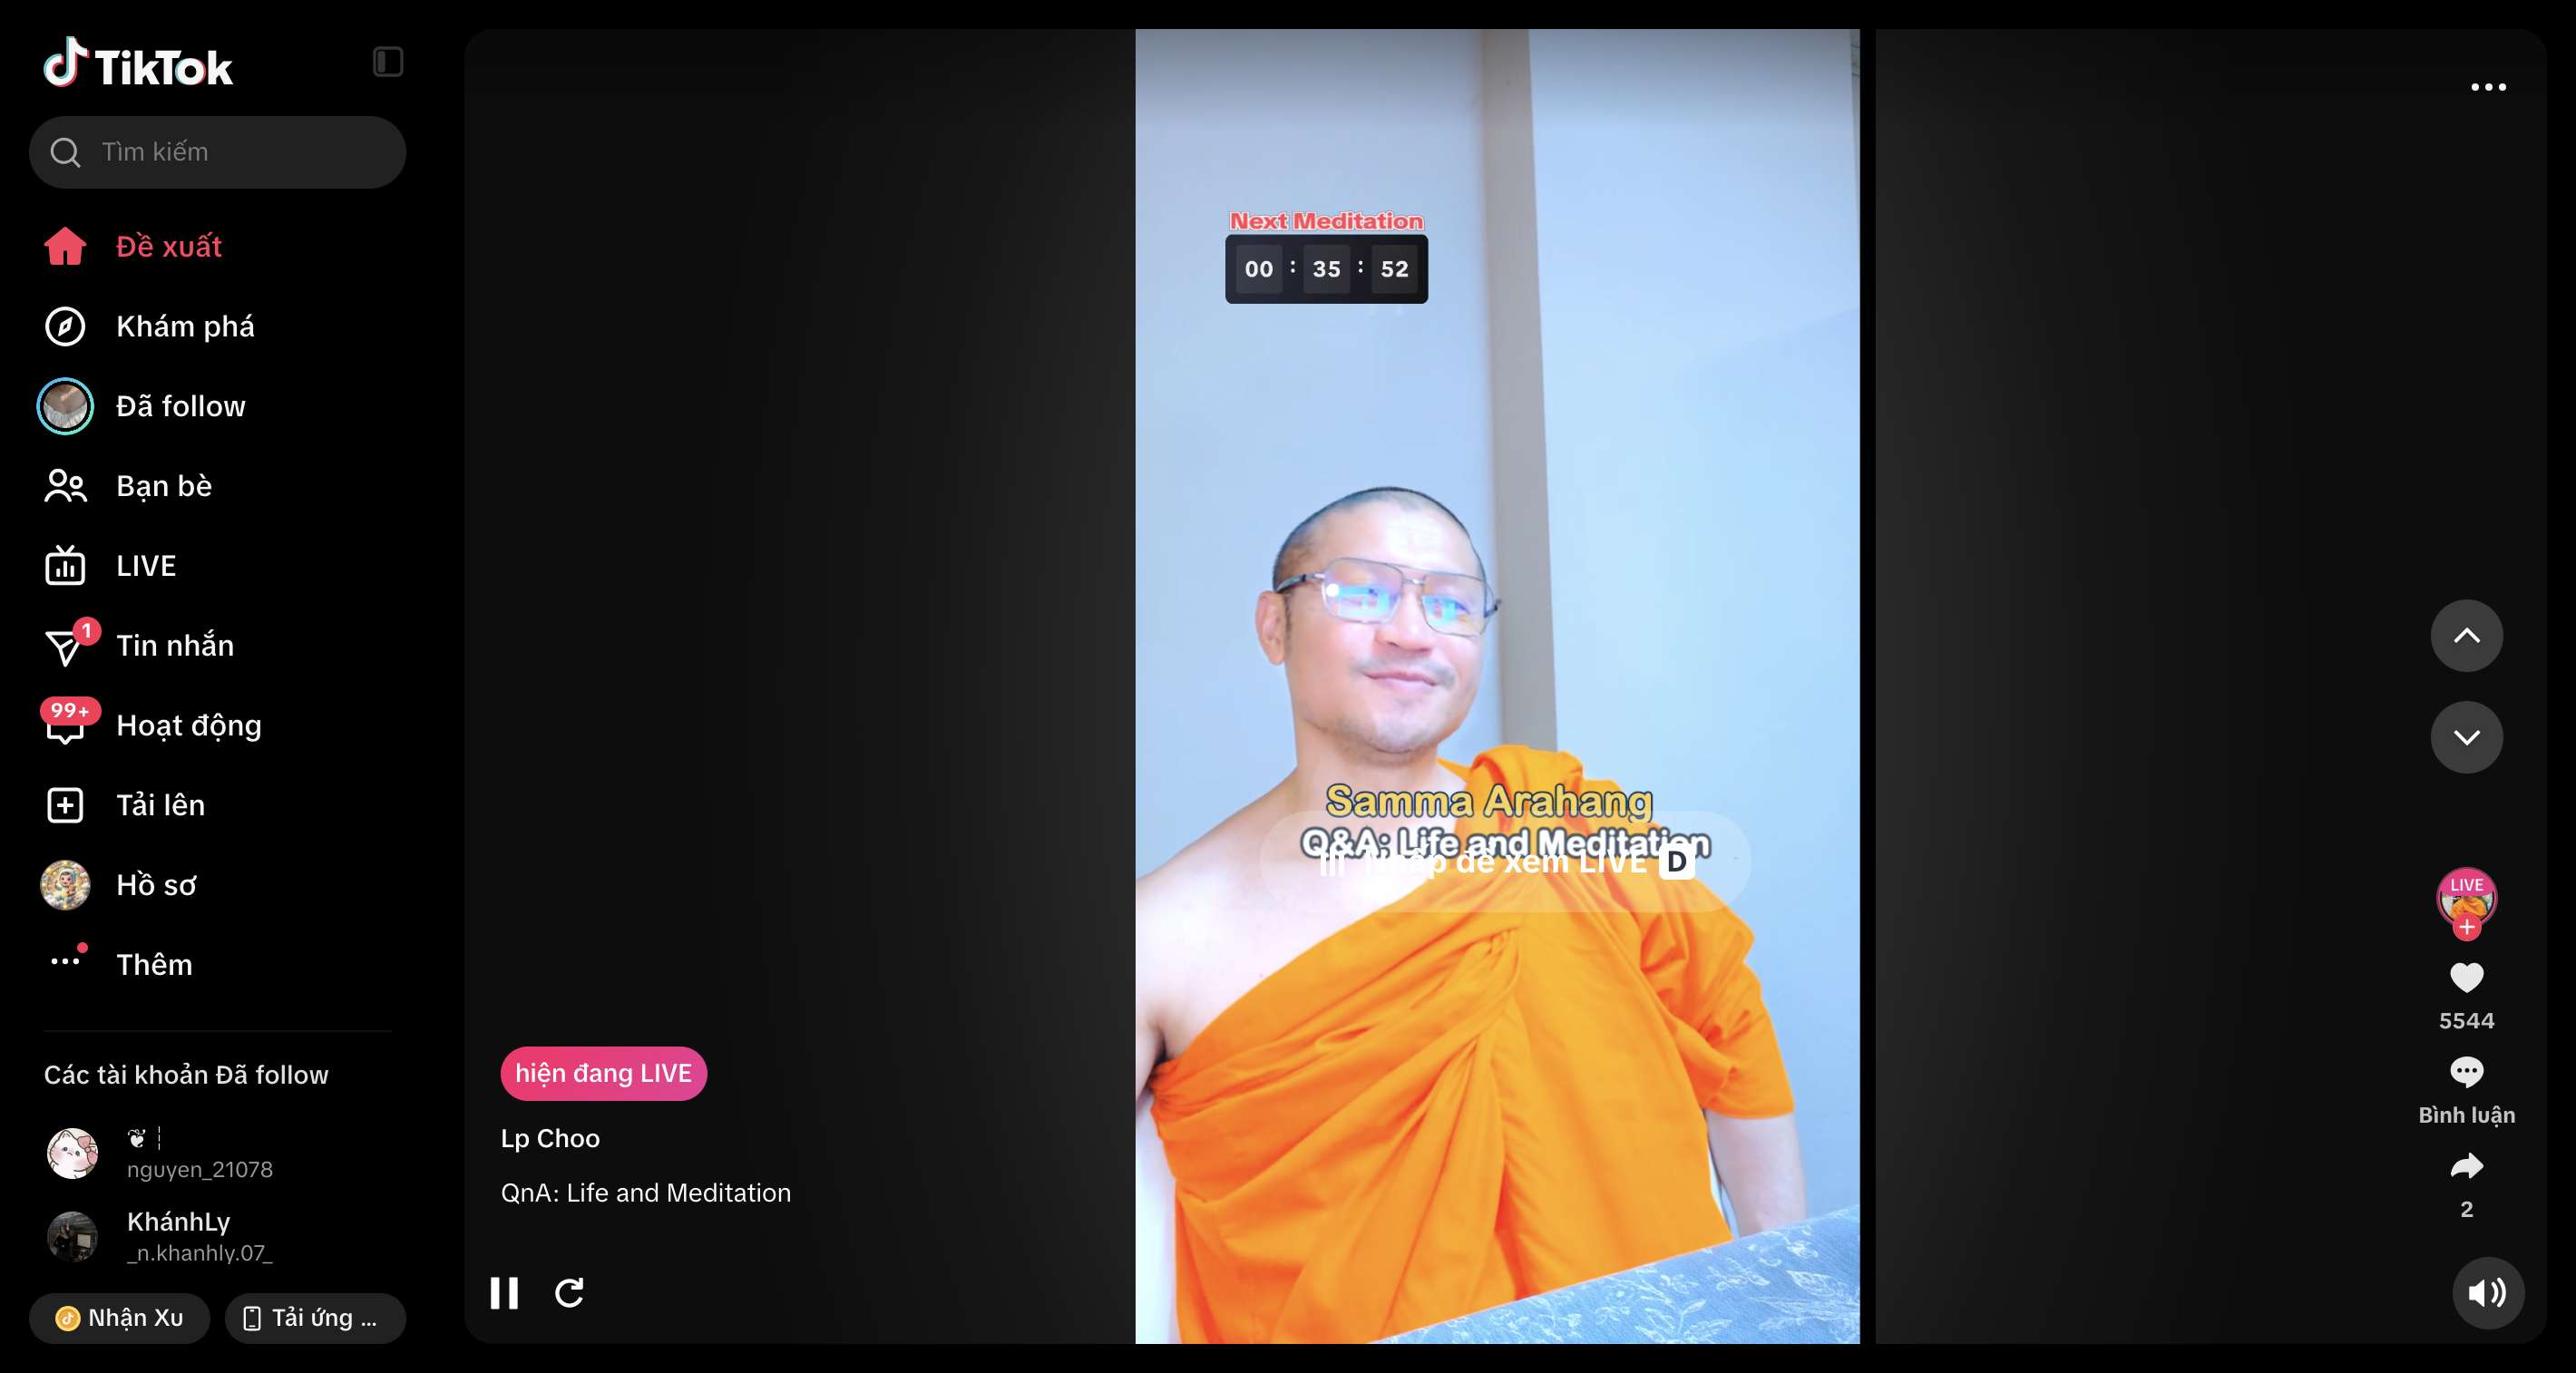 TikTok
Tìm kiếm
Đề xuất
Khám phá
Đã follow
Bạn bè
LIVE
1
Tin nhắn
99+
Hoạt động
Tải lên
Hồ sơ
Thêm
Các tài khoản Đã follow
nguyen_21078
KhánhLy
_n.khanhly.07_
Nhận Xu
Tải ứng ...
Next Meditation
00 : 35 : 52
Samma Arahang
Q&A: Life and Meditation
để xem LIVE D
hiện đang LIVE
Lp Choo
QnA: Life and Meditation
LIVE
5544
Bình luận
2